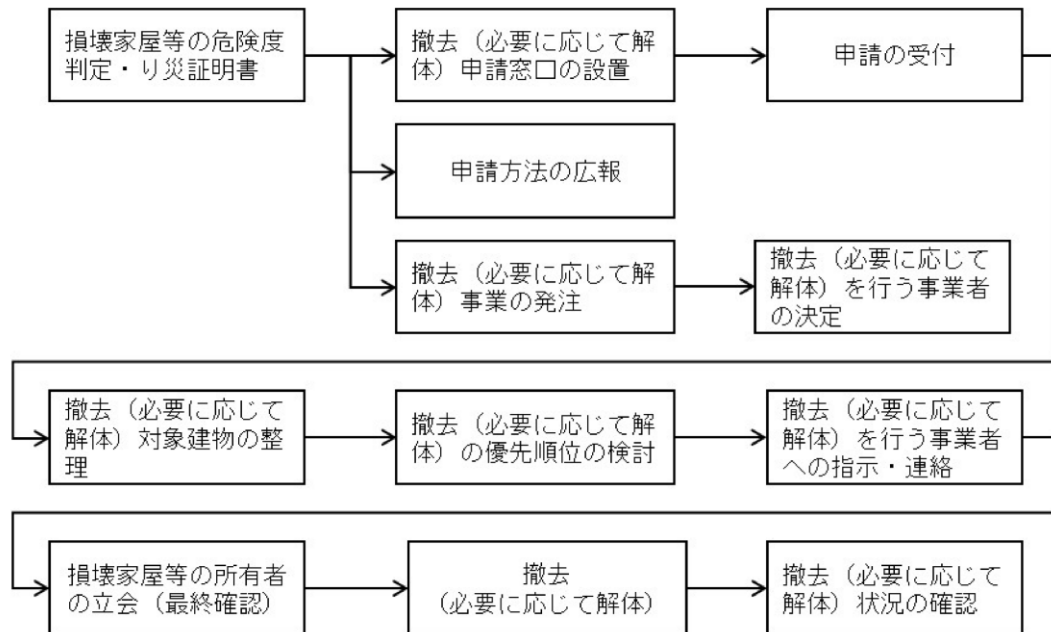 損壊家屋等の危険度
判定・り災証明書
撤去（必要に応じて解
体）申請窓口の設置
申請の受付
申請方法の広報
撤去（必要に応じて解
体）事業の発注
撤去（必要に応じて
解体）を行う事業者
の決定
撤去（必要に応じて
解体）対象建物の整
理
撤去（必要に応じて解
体）の優先順位の検討
撤去（必要に応じて
解体）を行う事業者
への指示・連絡
損壊家屋等の所有者
の立会（最終確認）
撤去
(必要に応じて解体)
撤去（必要に応じて
解体）状況の確認